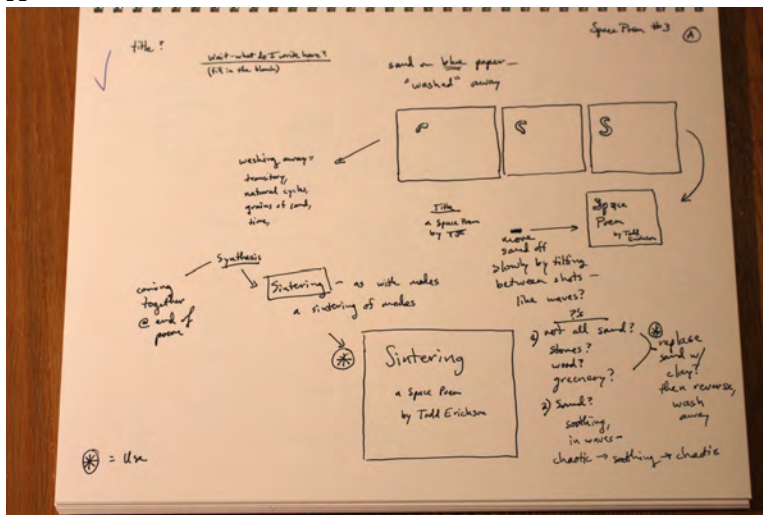 Space Poem #3 A
title?
Wait-what do I write here?
(fill in the blank)
sand on blue paper -
"washed" away
S
washing away =
transitory,
natural cycles,
grains of sand,
time,
Title
a Space Poem
by TJE
Space
Poem
by Todd
Erickson
move
sand off
slowly by tilting
between shots -
like waves?
Synthesis
coming
together
@ end of
poem
Sintering - as with nodes
a sintering of modes
Sintering
a Space Poem
by Todd Erickson
?'s
1) not all sand?
stones?
wood?
greenery?
2) Sound?
soothing,
in waves -
chaotic → soothing → chaotic
replace
sand w/
clay?
then reverse,
wash
away
= Use